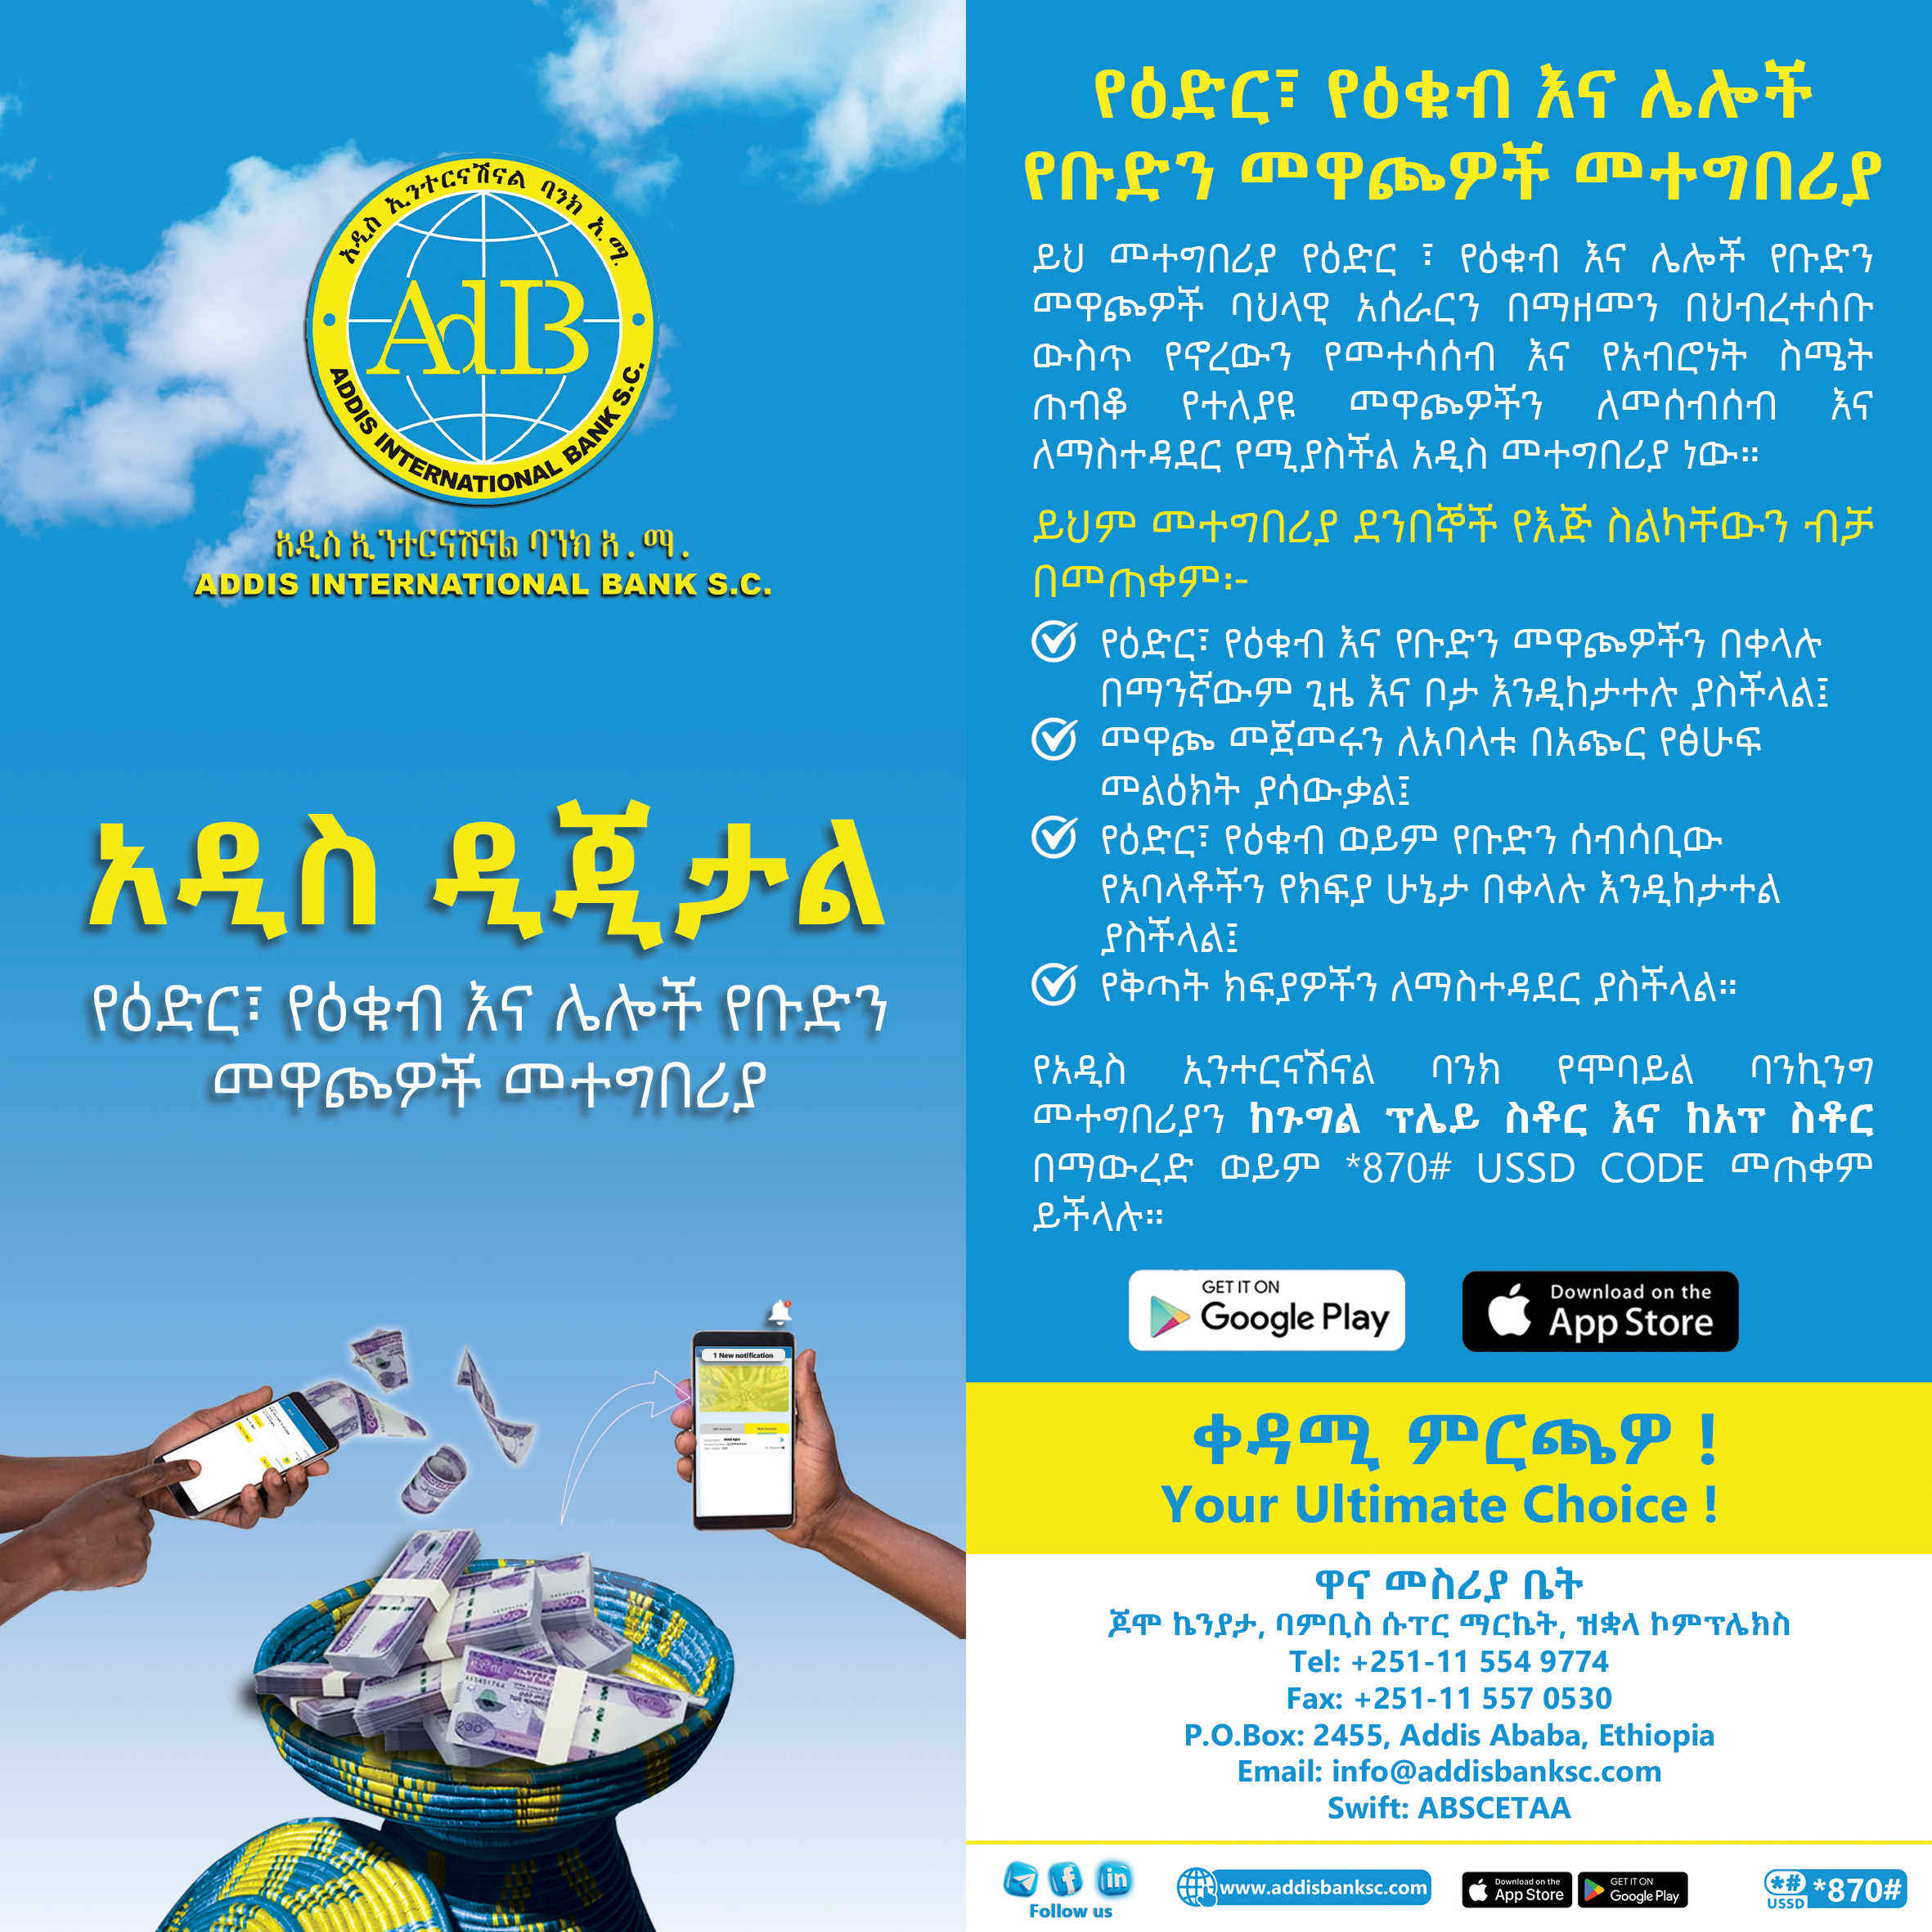 አዲስ ኢንተርናሽናል ባንክ አ.ማ.
AdB
ADDIS INTERNATIONAL BANK S.C.
አዲስ ኢንተርናሽናል ባንክ አ.ማ.
ADDIS INTERNATIONAL BANK S.C.
አዲስ ዲጂታል
የዕድር፣ የዕቁብ እና ሌሎች የቡድን
መዋጮዎች መተግበሪያ
1 New notification
200
የዕድር፣ የዕቁብ እና ሌሎች
የቡድን መዋጮዎች መተግበሪያ
ይህ መተግበሪያ የዕድር ፣ የዕቁብ እና ሌሎች የቡድን
መዋጮዎች ባህላዊ አሰራርን በማዘመን በህብረተሰቡ
ውስጥ የኖረውን የመተሳሰብ እና የአብሮነት ስሜት
ጠብቆ የተለያዩ መዋጮዎችን ለመሰብሰብ እና
ለማስተዳደር የሚያስችል አዲስ መተግበሪያ ነው።
ይህም መተግበሪያ ደንበኞች የእጅ ስልካቸውን ብቻ
በመጠቀም፡-
የዕድር፣ የዕቁብ እና የቡድን መዋጮዎችን በቀላሉ
በማንኛውም ጊዜ እና ቦታ እንዲከታተሉ ያስችላል፤
መዋጮ መጀመሩን ለአባላቱ በአጭር የፅሁፍ
መልዕክት ያሳውቃል፤
የዕድር፣ የዕቁብ ወይም የቡድን ሰብሳቢው
የአባላቶችን የክፍያ ሁኔታ በቀላሉ እንዲከታተል
ያስችላል፤
የቅጣት ክፍያዎችን ለማስተዳደር ያስችላል።
የአዲስ ኢንተርናሽናል ባንክ የሞባይል ባንኪንግ
መተግበሪያን ከጉግል ፕሌይ ስቶር እና ከአፕ ስቶር
በማውረድ ወይም *870# USSD CODE መጠቀም
ይችላሉ።
GET IT ON
Google Play
Download on the
App Store
ቀዳሚ ምርጫዎ !
Your Ultimate Choice !
ዋና መስሪያ ቤት
ጆሞ ኬንያታ, ባምቢስ ሱፐር ማርኬት, ዝቋላ ኮምፕሌክስ
Tel: +251-11 554 9774
Fax: +251-11 557 0530
P.O.Box: 2455, Addis Ababa, Ethiopia
Email: info@addisbanksc.com
Swift: ABSCETAA
Follow us
www.addisbanksc.com
Download on the
App Store
GET IT ON
Google Play
*#
USSD
*870#